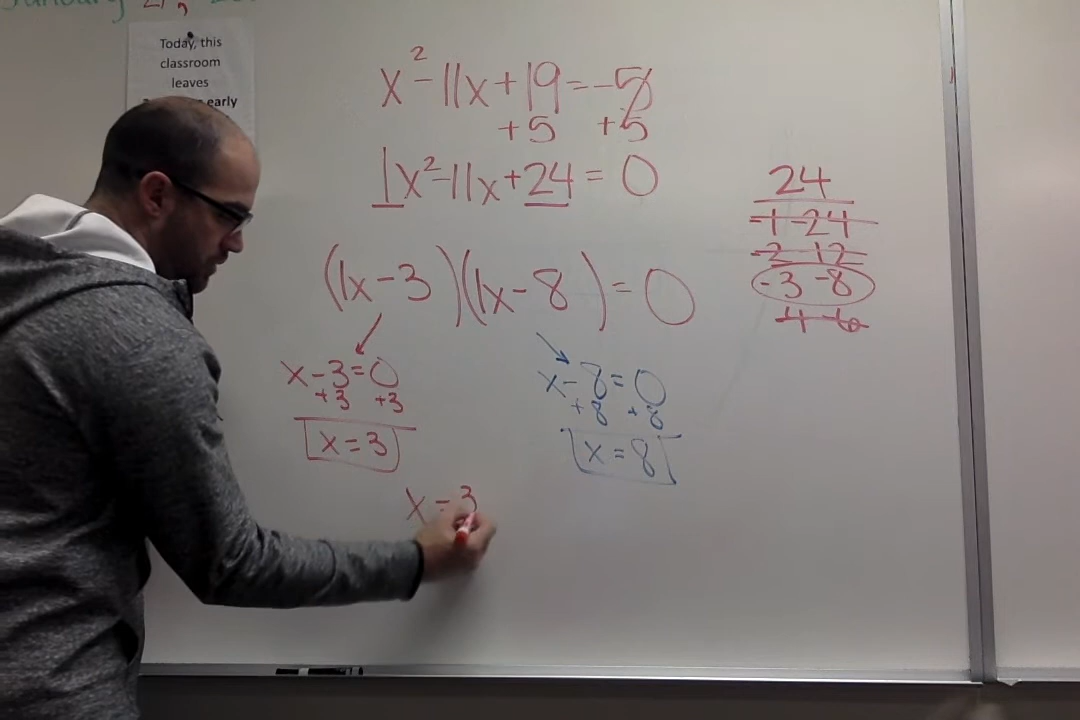 January 21,
Today, this
classroom
leaves
early
x² - 11x + 19 = -5
+5 +5
1x² - 11x + 24 = 0
(1x - 3)(1x - 8) = 0
x - 3 = 0
+3 +3
x = 3
x - 8 = 0
+8 +8
x = 8
x = 3
24
-1 -24
-2 -12
-3 -8
-4 -6